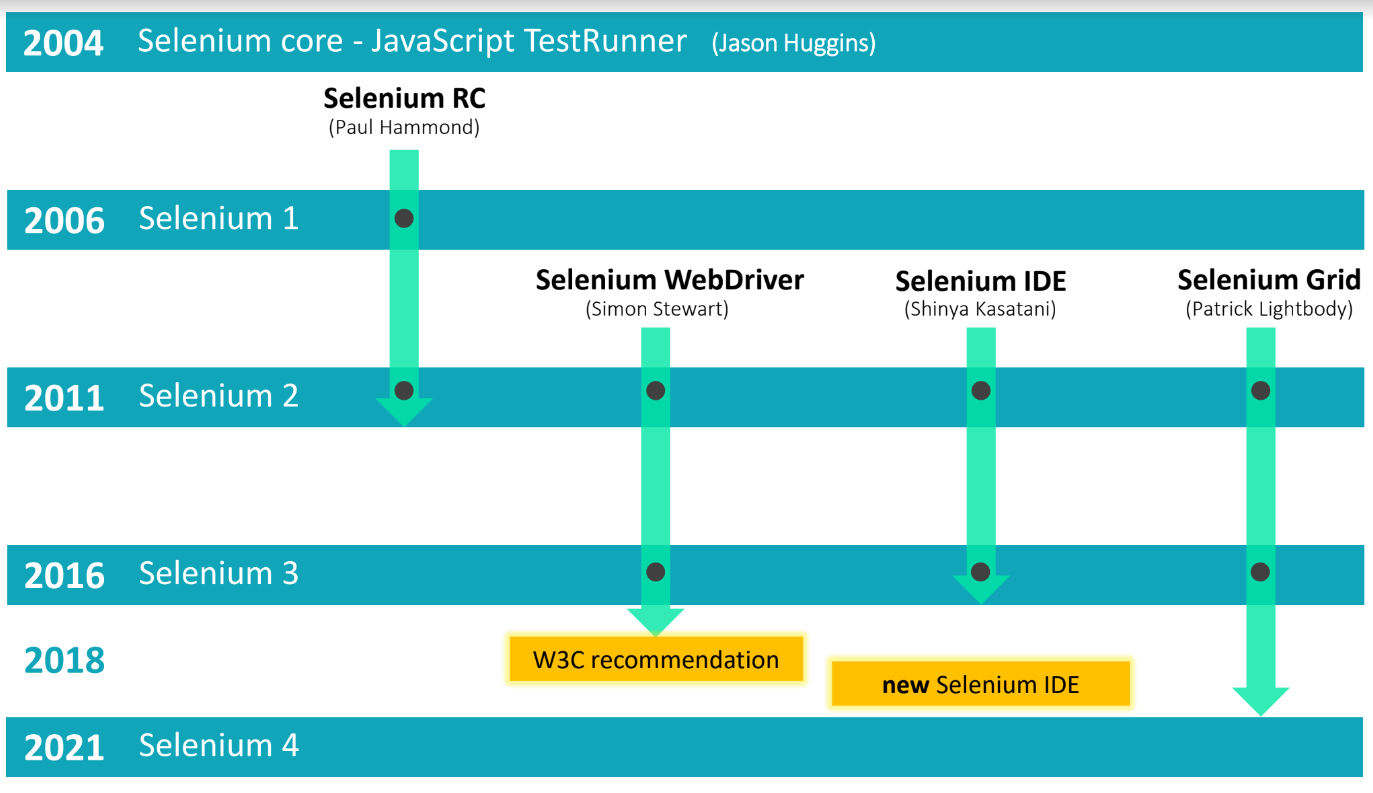 2004 Selenium core - JavaScript TestRunner (Jason Huggins)
Selenium RC
(Paul Hammond)
2006 Selenium 1
Selenium WebDriver
(Simon Stewart)
Selenium IDE
(Shinya Kasatani)
Selenium Grid
(Patrick Lightbody)
2011 Selenium 2
2016 Selenium 3
2018
W3C recommendation
new Selenium IDE
2021 Selenium 4